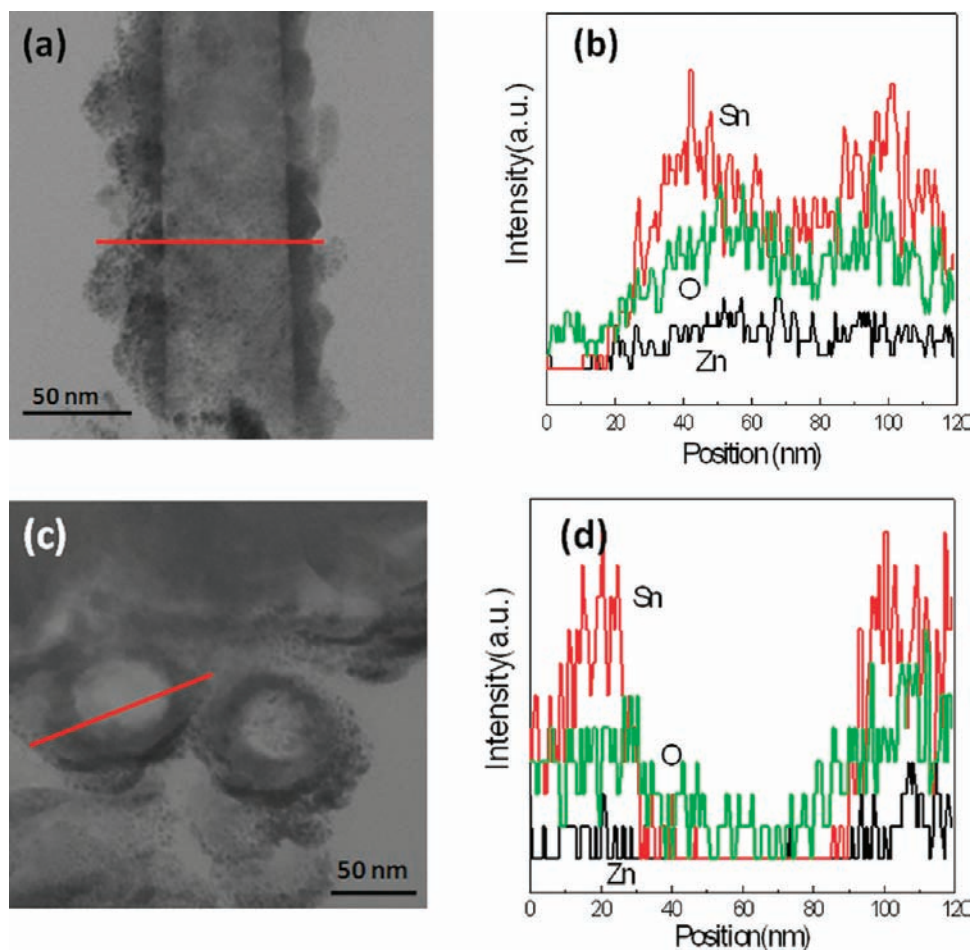 (a)
50 nm
(b)
Sn
O
Zn
Intensity(a.u.)
0 20 40 60 80 100 120
Position (nm)
(c)
50 nm
(d)
Sn
O
Zn
Intensity(a.u.)
0 20 40 60 80 100 120
Position(nm)